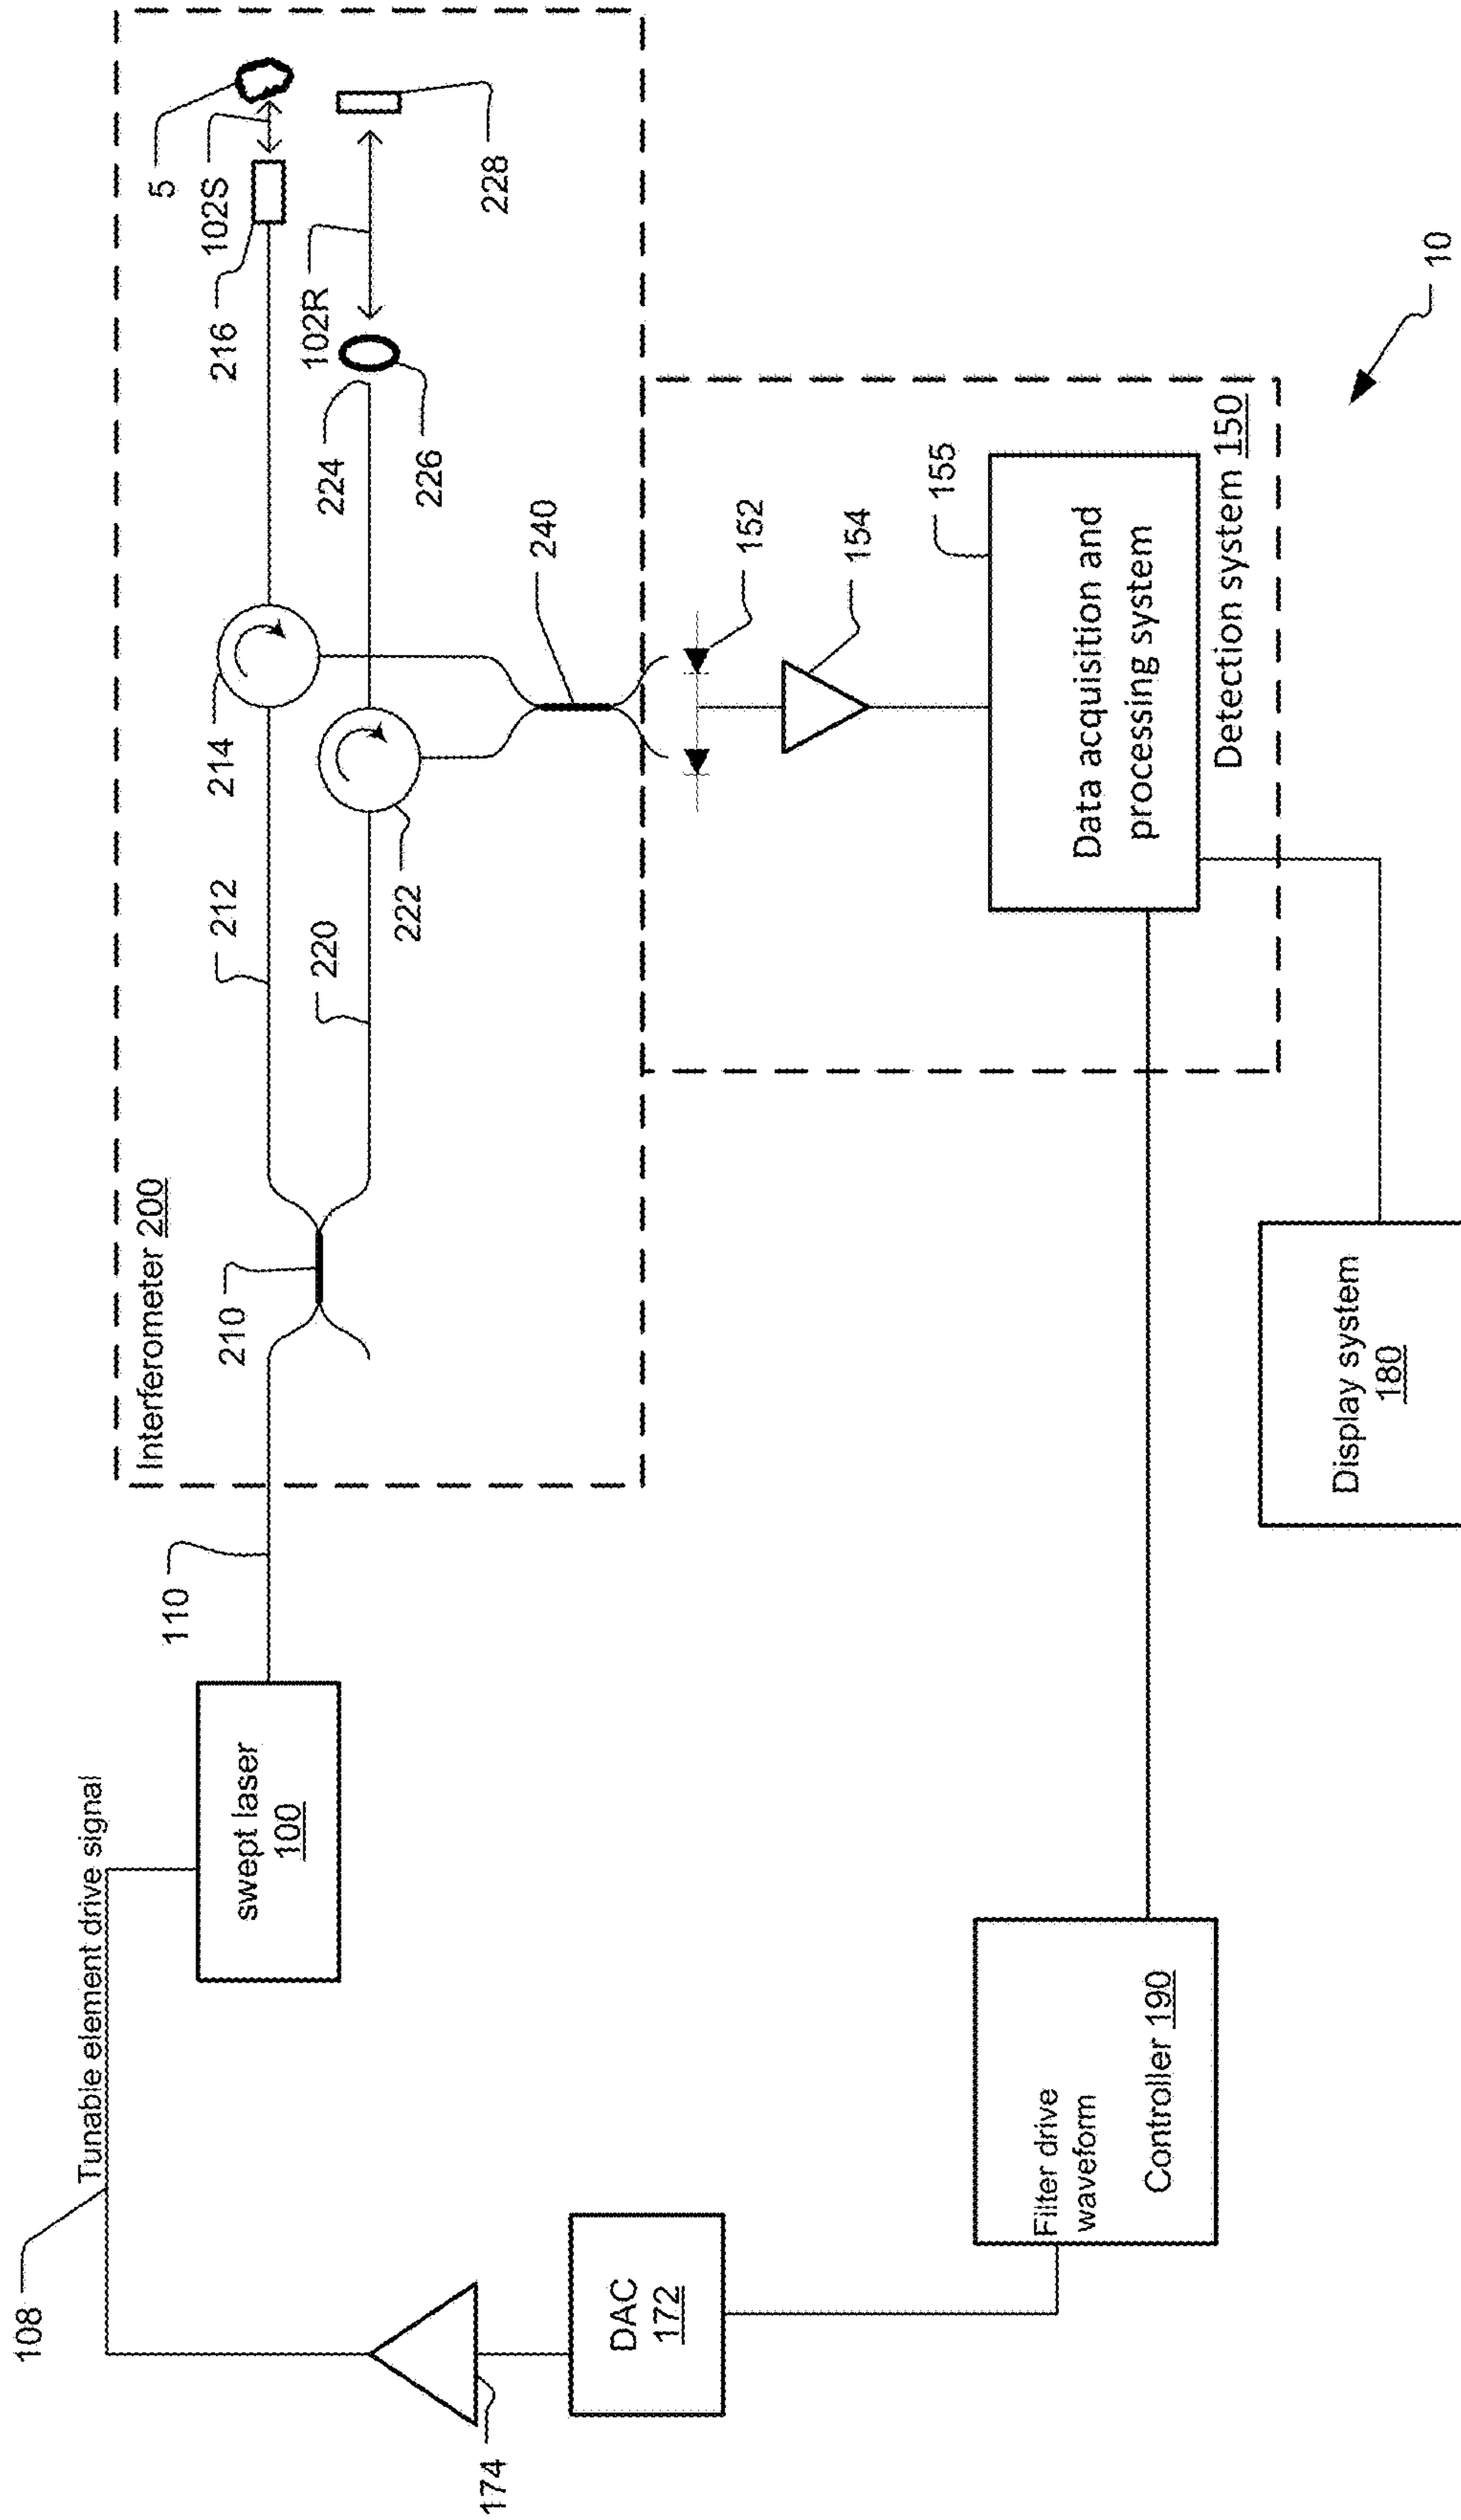 108
Tunable element drive signal
174
DAC
172
swept laser
100
110
Interferometer 200
210
212
220
214
222
216
102S
5
224
102R
226
228
240
152
154
155
Data acquisition and
processing system
Detection system 150
Filter drive
waveform
Controller 190
Display system
180
10